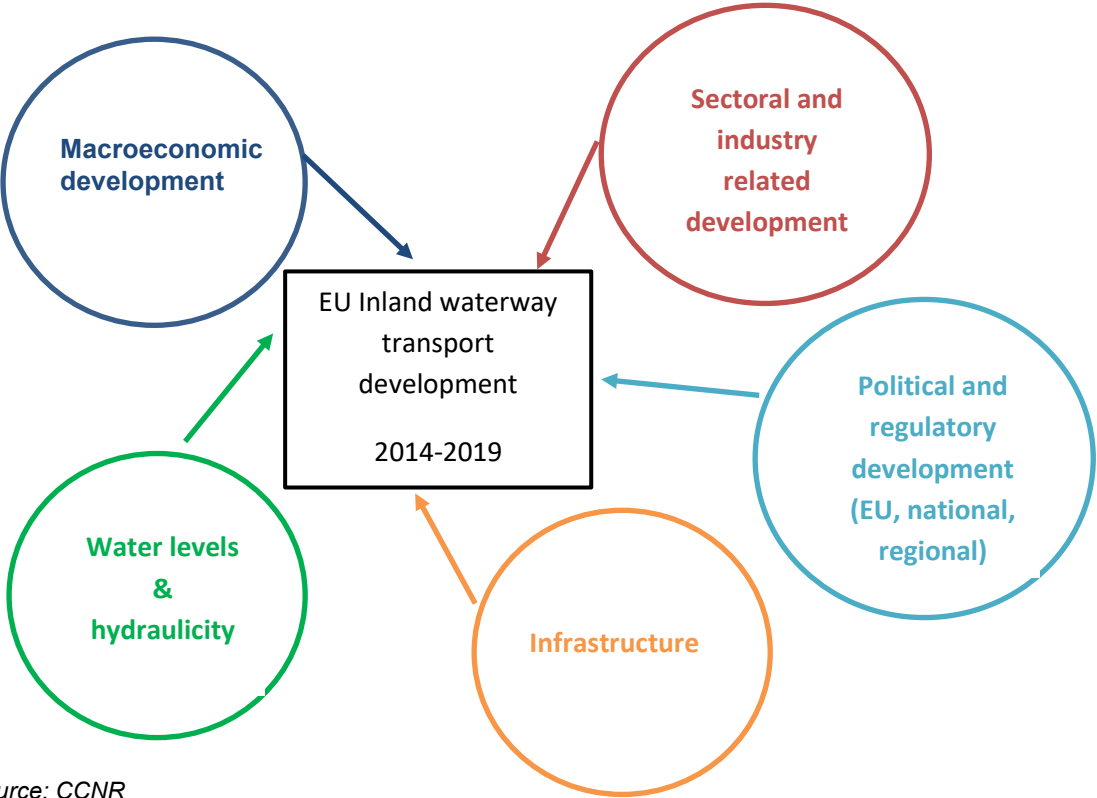 Macroeconomic
development
Sectoral and
industry
related
development
EU Inland waterway
transport
development
2014-2019
Political and
regulatory
development
(EU, national,
regional)
Water levels
&
hydraulicity
Infrastructure
urce: CCNR